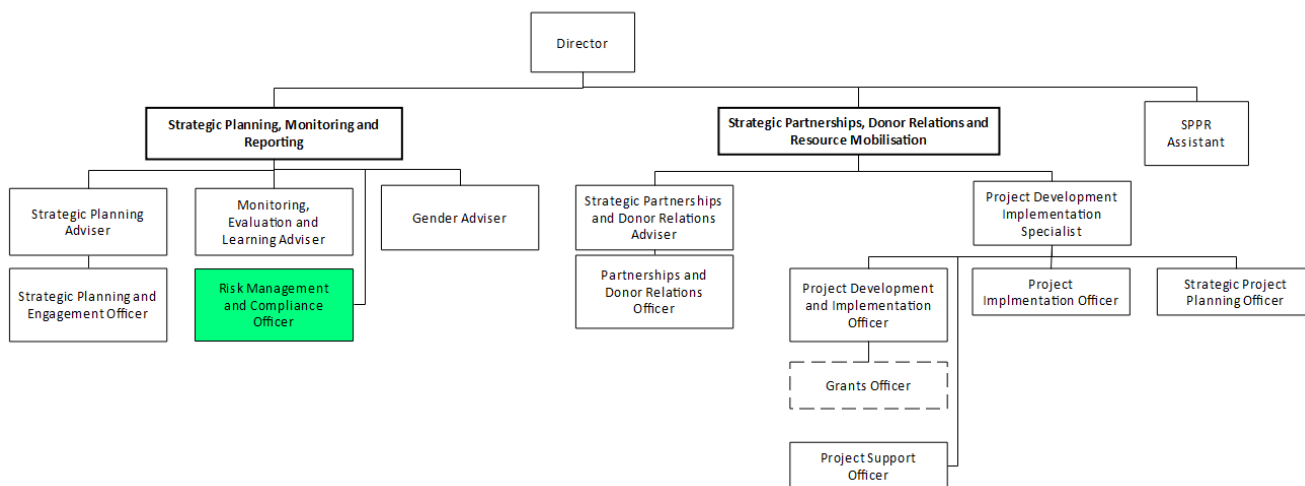 Director
Strategic Planning, Monitoring and
Reporting
Strategic Partnerships, Donor Relations and
Resource Mobilisation
SPPR
Assistant
Strategic Planning
Adviser
Monitoring,
Evaluation and
Learning Adviser
Gender Adviser
Strategic Partnerships
and Donor Relations
Adviser
Project Development
Implementation
Specialist
Strategic Planning and
Engagement Officer
Risk Management
and Compliance
Officer
Partnerships and
Donor Relations
Officer
Project Development
and Implementation
Officer
Project
Implmentation Officer
Strategic Project
Planning Officer
Grants Officer
Project Support
Officer